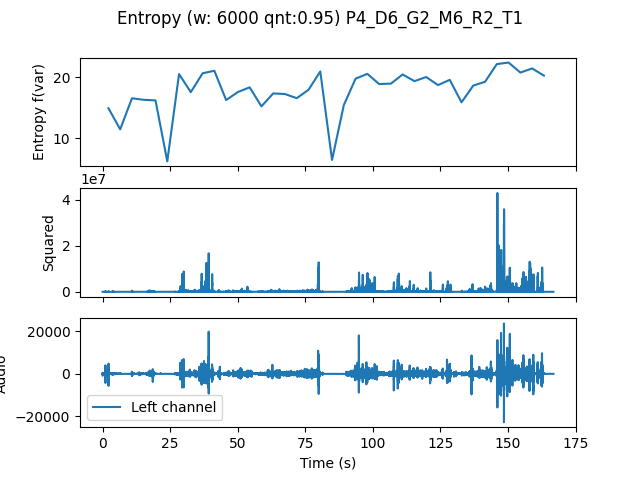 Entropy (w: 6000 qnt:0.95) P4_D6_G2_M6_R2_T1
Entropy f(var)
20
10
1e7
Squared
4
2
0
Audio
20000
0
−20000
Left channel
0 25 50 75 100 125 150 175
Time (s)